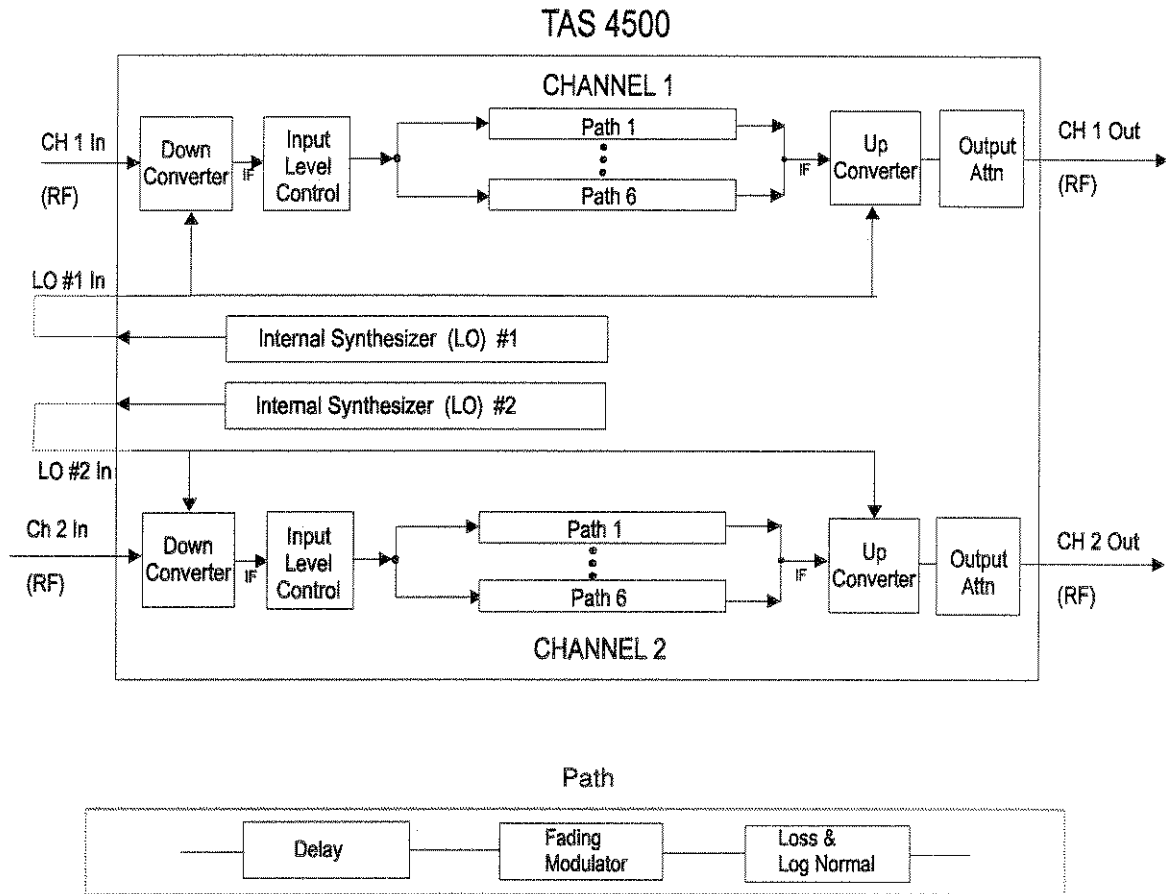 TAS 4500
CHANNEL 1
CH 1 In
(RF)
Down
Converter
IF
Input
Level
Control
Path 1
Path 6
IF
Up
Converter
Output
Attn
CH 1 Out
(RF)
LO #1 In
Internal Synthesizer (LO) #1
Internal Synthesizer (LO) #2
LO #2 In
Ch 2 In
(RF)
Down
Converter
IF
Input
Level
Control
Path 1
Path 6
IF
Up
Converter
Output
Attn
CH 2 Out
(RF)
CHANNEL 2
Path
Delay
Fading
Modulator
Loss &
Log Normal